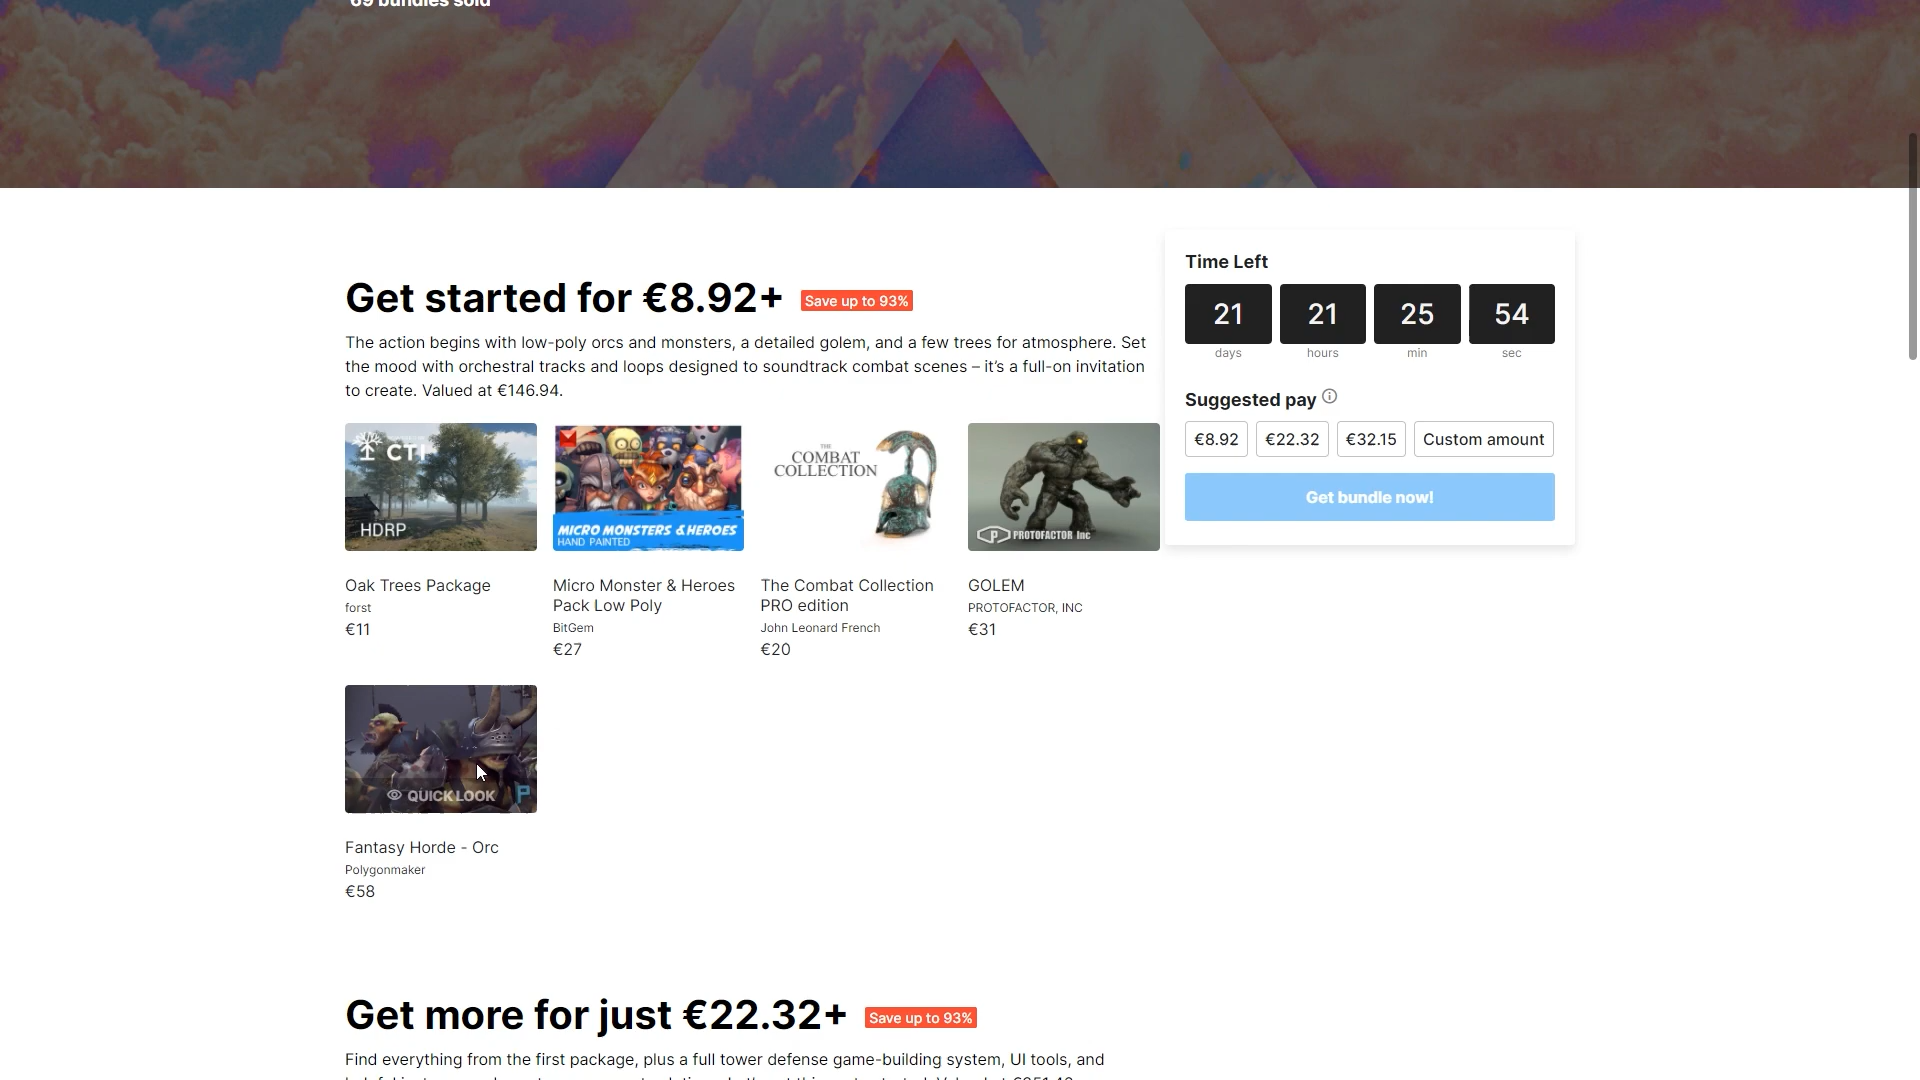 69 bundles sold
Get started for €8.92+ Save up to 93%
The action begins with low-poly orcs and monsters, a detailed golem, and a few trees for atmosphere. Set
the mood with orchestral tracks and loops designed to soundtrack combat scenes – it's a full-on invitation
to create. Valued at €146.94.
Time Left
21 21 25 54
days hours min sec
Suggested pay
€8.92 €22.32 €32.15 Custom amount
Get bundle now!
CTI
HDRP
MICRO MONSTERS & HEROES
HAND PAINTED
THE
COMBAT
COLLECTION
P PROTOFACTOR Inc
Oak Trees Package
forst
€11
Micro Monster & Heroes
Pack Low Poly
BitGem
€27
The Combat Collection
PRO edition
John Leonard French
€20
GOLEM
PROTOFACTOR, INC
€31
QUICK LOOK P
Fantasy Horde - Orc
Polygonmaker
€58
Get more for just €22.32+ Save up to 93%
Find everything from the first package, plus a full tower defense game-building system, UI tools, and